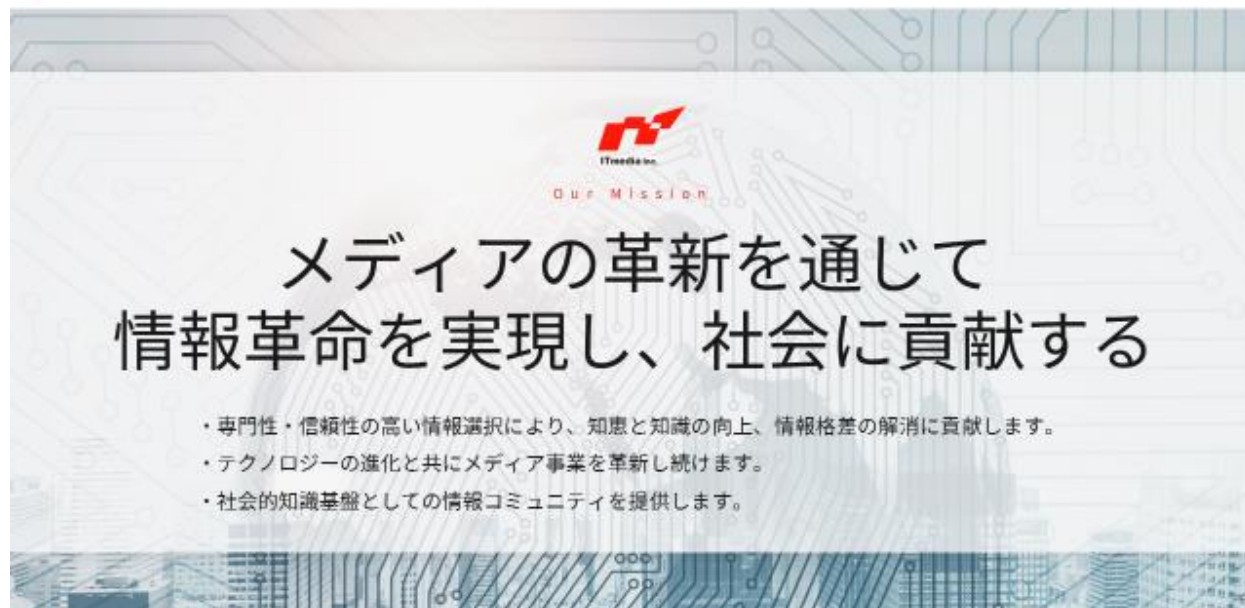 ITmedia Inc.
Our Mission
メディアの革新を通じて
情報革命を実現し、社会に貢献する
・専門性・信頼性の高い情報選択により、知恵と知識の向上、情報格差の解消に貢献します。
・テクノロジーの進化と共にメディア事業を革新し続けます。
・社会的知識基盤としての情報コミュニティを提供します。